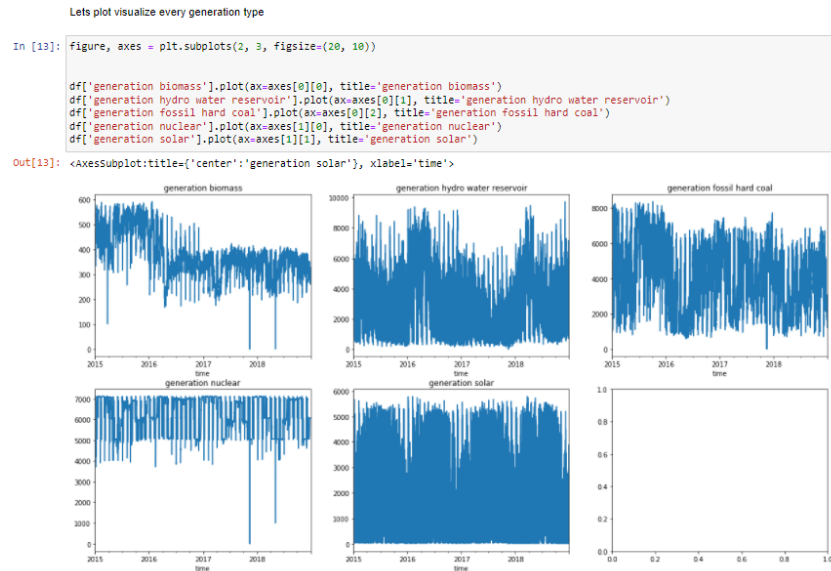 Lets plot visualize every generation type
In [13]: figure, axes = plt.subplots(2, 3, figsize=(20, 10))
df['generation biomass'].plot(ax=axes[0][0], title='generation biomass')
df['generation hydro water reservoir'].plot(ax=axes[0][1], title='generation hydro water reservoir')
df['generation fossil hard coal'].plot(ax=axes[0][2], title='generation fossil hard coal')
df['generation nuclear'].plot(ax=axes[1][0], title='generation nuclear')
df['generation solar'].plot(ax=axes[1][1], title='generation solar')
Out[13]: <AxesSubplot:title={'center':'generation solar'}, xlabel='time'>
generation biomass
600
500
400
300
200
100
0
2015 2016 2017 2018
time
generation hydro water reservoir
10000
8000
6000
4000
2000
0
2015 2016 2017 2018
time
generation fossil hard coal
8000
6000
4000
2000
0
2015 2016 2017 2018
time
generation nuclear
7000
6000
5000
4000
3000
2000
1000
0
2015 2016 2017 2018
time
generation solar
6000
5000
4000
3000
2000
1000
0
2015 2016 2017 2018
time
1.0
0.8
0.6
0.4
0.2
0.0
0.0 0.2 0.4 0.6 0.8 1.0